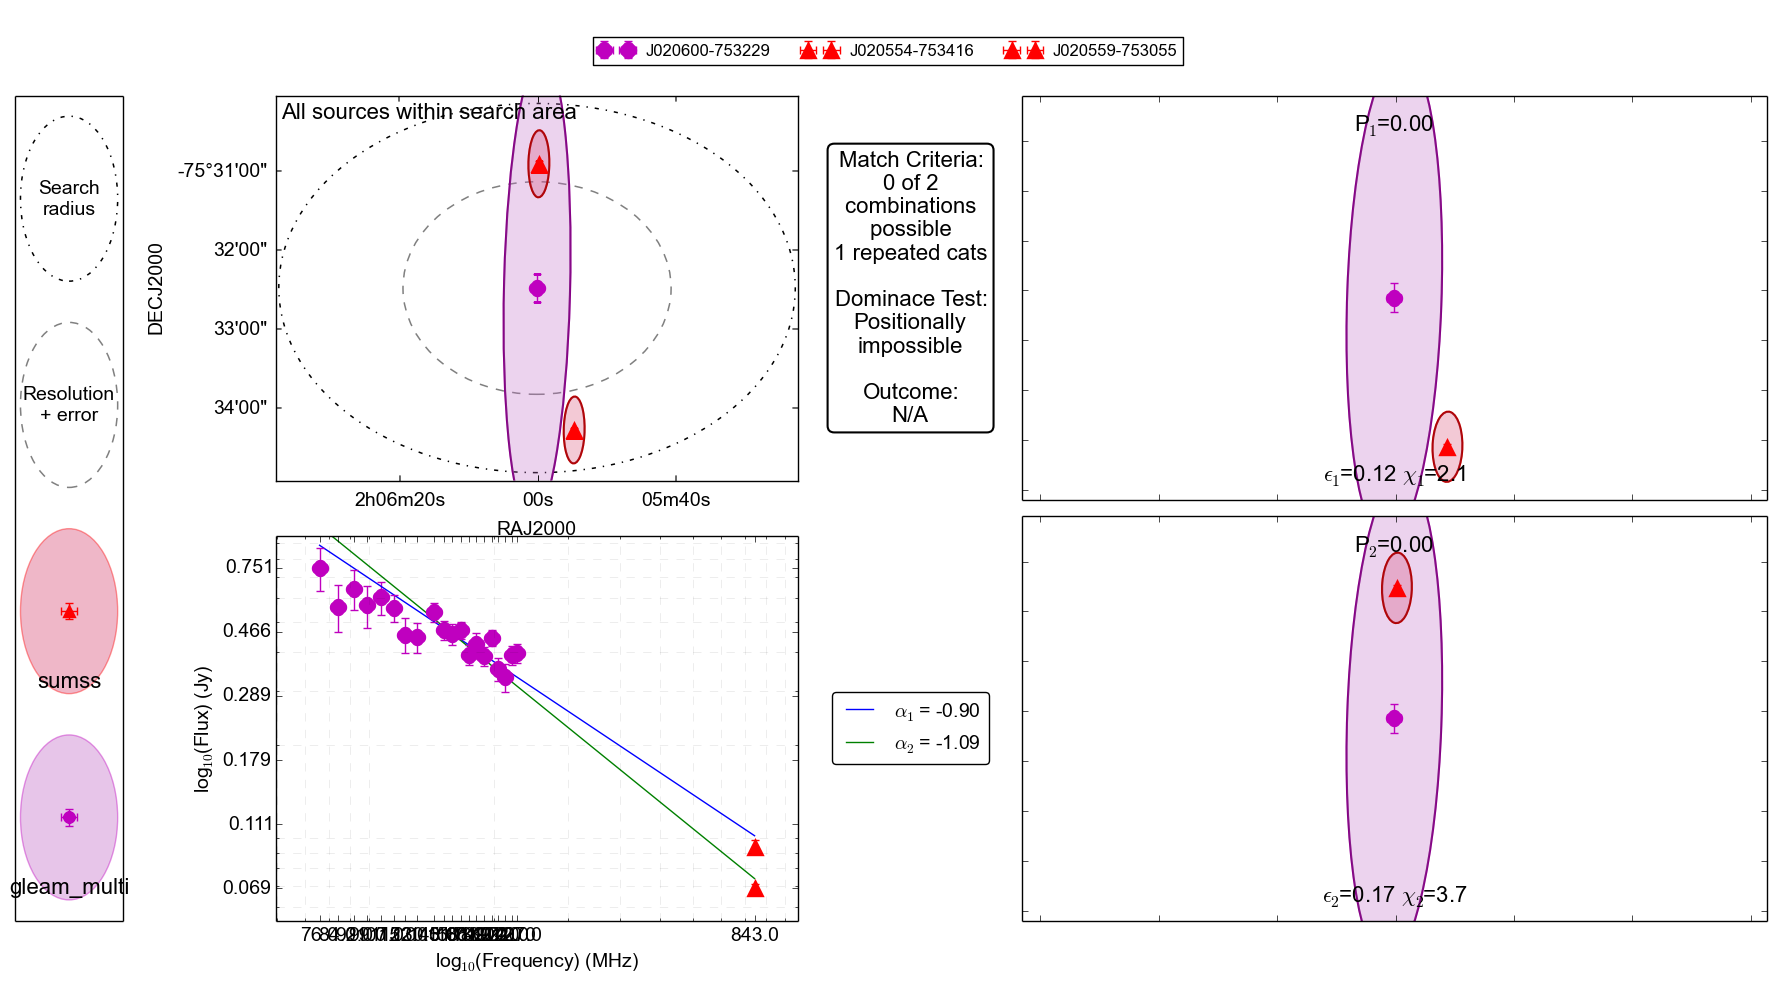 J020600-753229 J020554-753416 J020559-753055
Search
radius
Resolution
+ error
sumss
gleam_multi
All sources within search area
DECJ2000
-75°31'00"
32'00"
33'00"
34'00"
2h06m20s 00s 05m40s
RAJ2000
Match Criteria:
0 of 2
combinations
possible
1 repeated cats
Dominace Test:
Positionally
impossible
Outcome:
N/A
P1=0.00
ϵ1=0.12 χ1=2.1
P2=0.00
ϵ2=0.17 χ2=3.7
log10(Flux) (Jy)
0.751
0.466
0.289
0.179
0.111
0.069
843.0
log10(Frequency) (MHz)
α1 = -0.90
α2 = -1.09